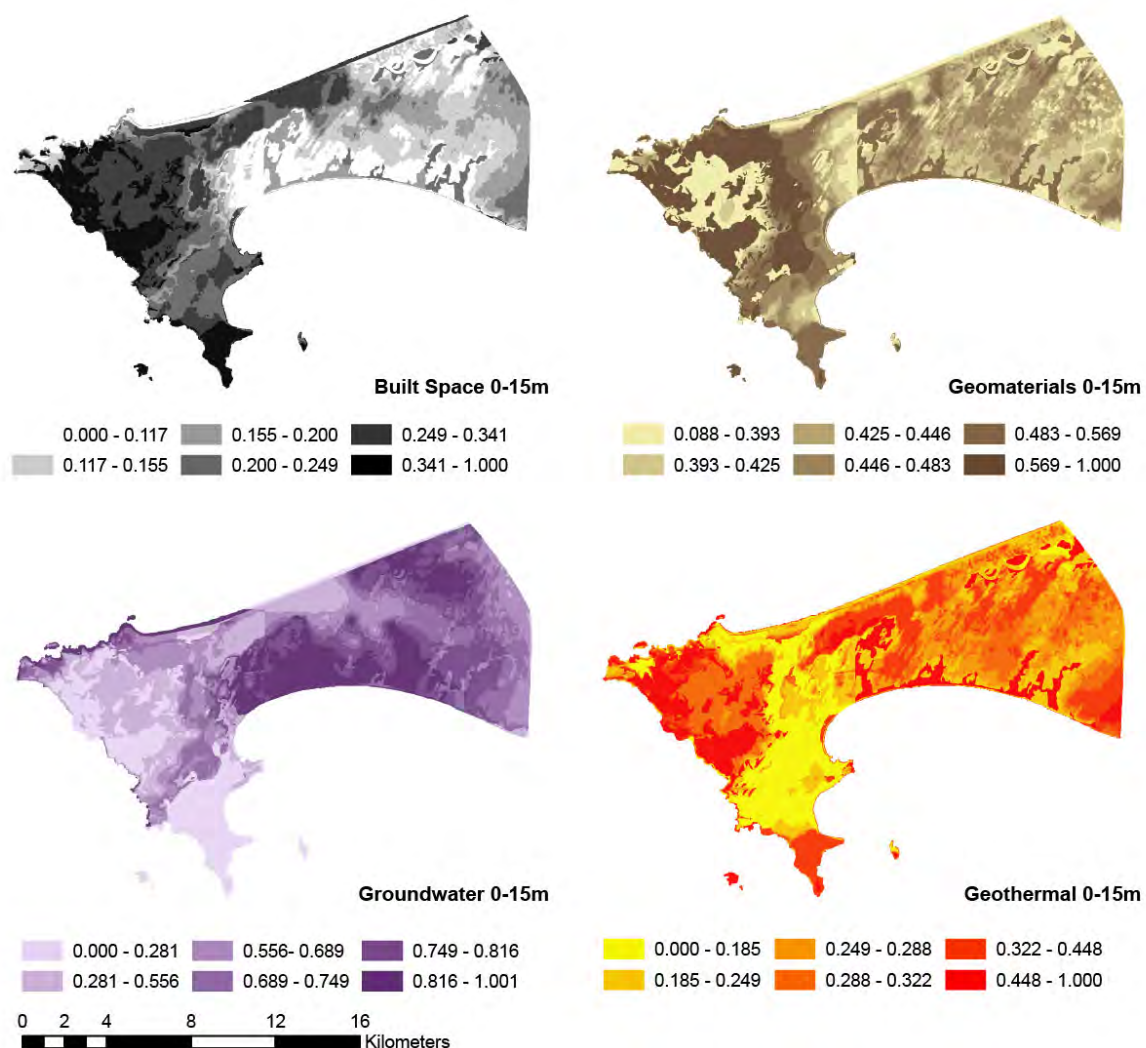 Built Space 0-15m
0.000 - 0.117 0.155 - 0.200 0.249 - 0.341
0.117 - 0.155 0.200 - 0.249 0.341 - 1.000
Geomaterials 0-15m
0.088 - 0.393 0.425 - 0.446 0.483 - 0.569
0.393 - 0.425 0.446 - 0.483 0.569 - 1.000
Groundwater 0-15m
0.000 - 0.281 0.556- 0.689 0.749 - 0.816
0.281 - 0.556 0.689 - 0.749 0.816 - 1.001
Geothermal 0-15m
0.000 - 0.185 0.249 - 0.288 0.322 - 0.448
0.185 - 0.249 0.288 - 0.322 0.448 - 1.000
0 2 4 8 12 16
Kilometers